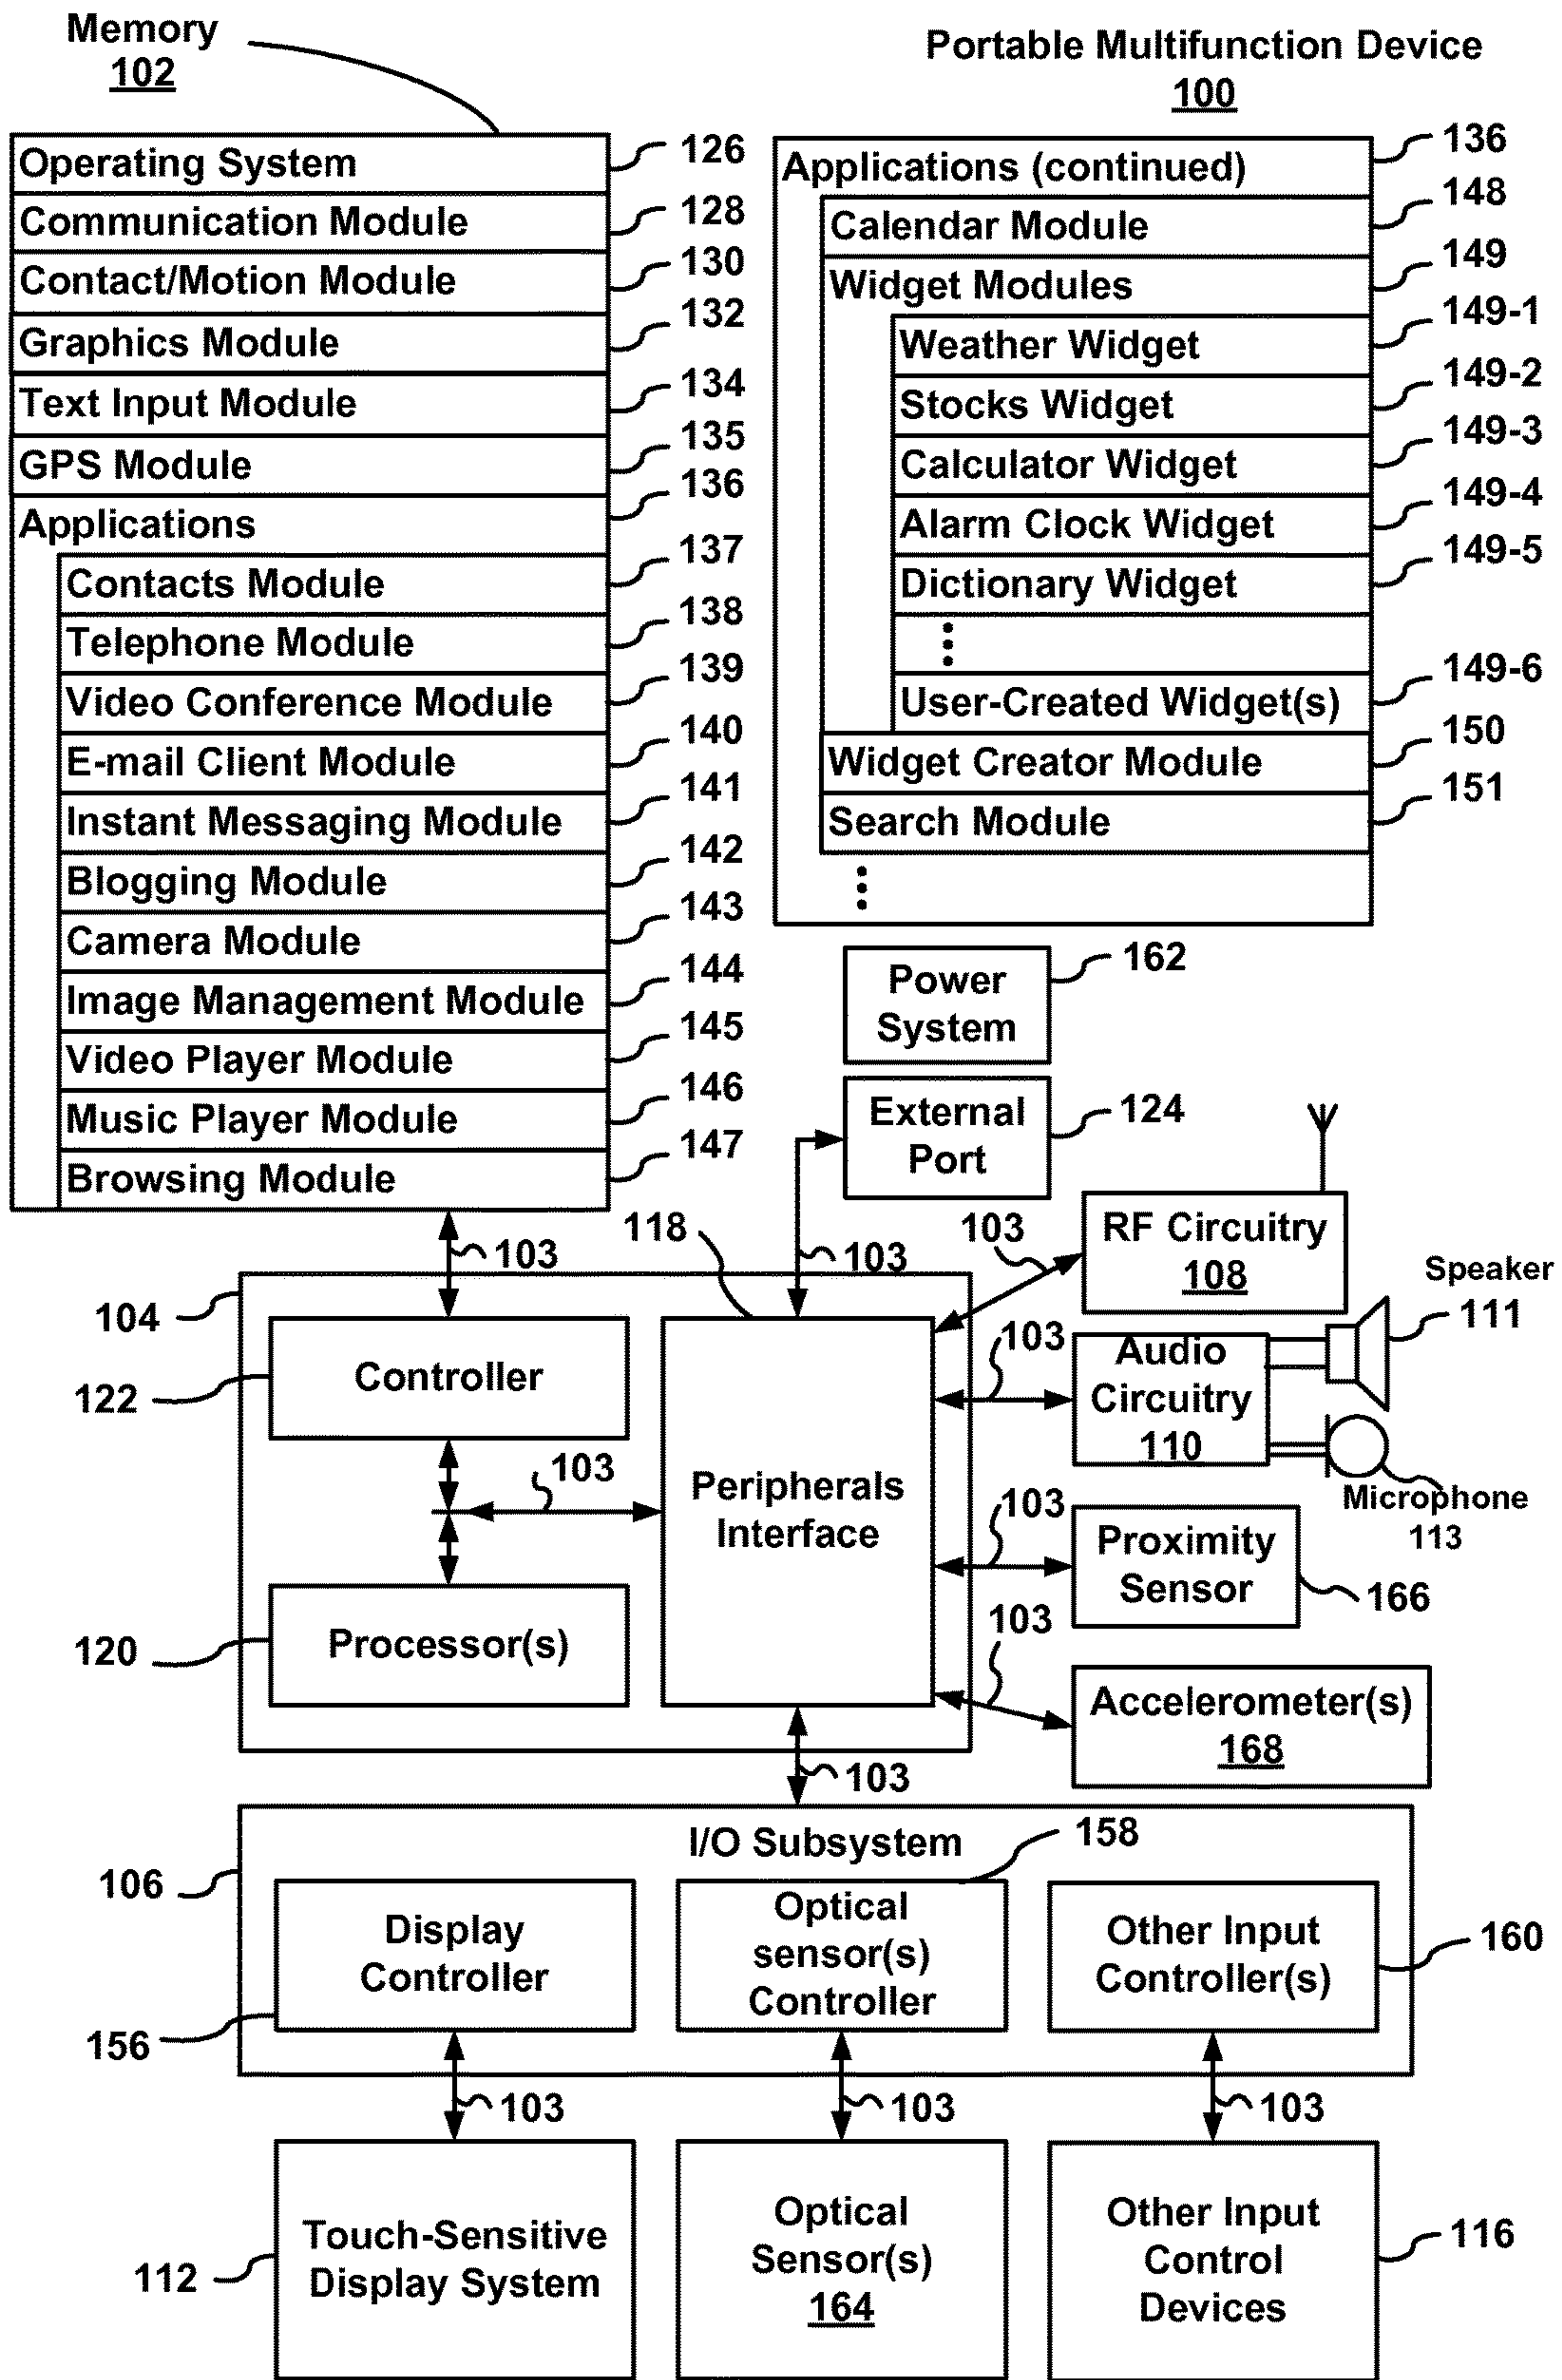 Memory
102
Portable Multifunction Device
100
Operating System
126
Communication Module
128
Contact/Motion Module
130
Graphics Module
132
Text Input Module
134
GPS Module
135
Applications
136
Contacts Module
137
Telephone Module
138
Video Conference Module
139
E-mail Client Module
140
Instant Messaging Module
141
Blogging Module
142
Camera Module
143
Image Management Module
144
Video Player Module
145
Music Player Module
146
Browsing Module
147
Applications (continued)
136
Calendar Module
148
Widget Modules
149
Weather Widget
149-1
Stocks Widget
149-2
Calculator Widget
149-3
Alarm Clock Widget
149-4
Dictionary Widget
149-5
User-Created Widget(s)
149-6
Widget Creator Module
150
Search Module
151
Power
System
162
External
Port
124
103
118
103
103
RF Circuitry
108
Speaker
111
104
Controller
122
103
Audio
Circuitry
110
Microphone
113
103
Peripherals
Interface
103
Proximity
Sensor
166
Processor(s)
120
103
Accelerometer(s)
168
103
I/O Subsystem
106
158
Display
Controller
156
Optical
sensor(s)
Controller
Other Input
Controller(s)
160
103
103
103
Touch-Sensitive
Display System
112
Optical
Sensor(s)
164
Other Input
Control
Devices
116